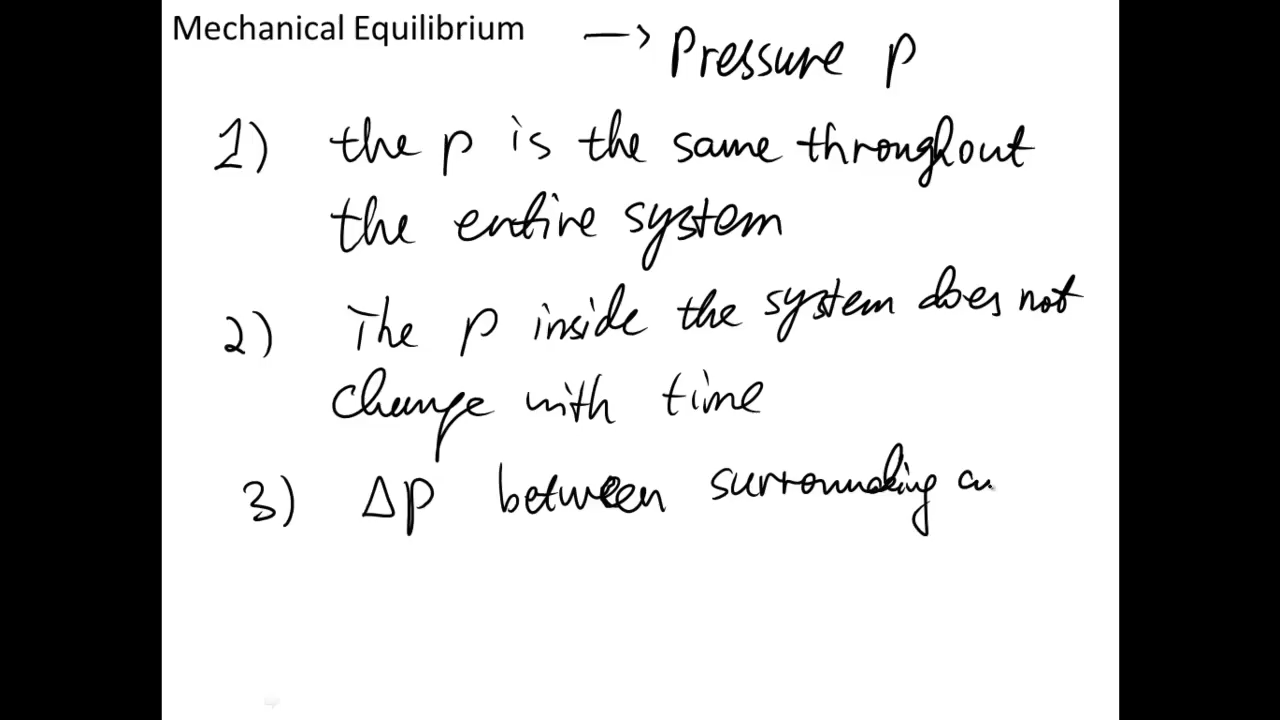 Mechanical Equilibrium → Pressure p
1) the p is the same throughout
the entire system
2) The p inside the system does not
change with time
3) Δp between surrounding an